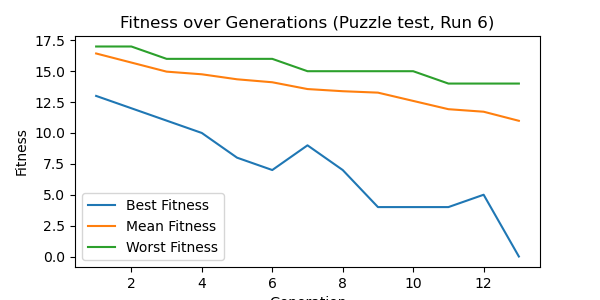 Fitness over Generations (Puzzle test, Run 6)
17.5
15.0
12.5
10.0
7.5
5.0
2.5
0.0
Fitness
Best Fitness
Mean Fitness
Worst Fitness
2 4 6 8 10 12
Generation